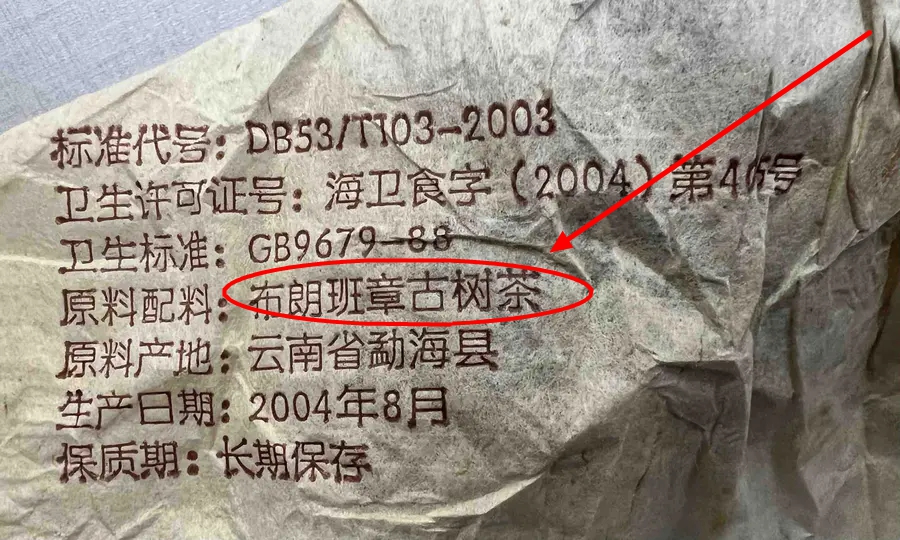 标准代号：DB53/T103-2003
卫生许可证号：海卫食字（2004）第46号
卫生标准：GB9679-88
原料配料：布朗班章古树茶
原料产地：云南省勐海县
生产日期：2004年8月
保质期：长期保存